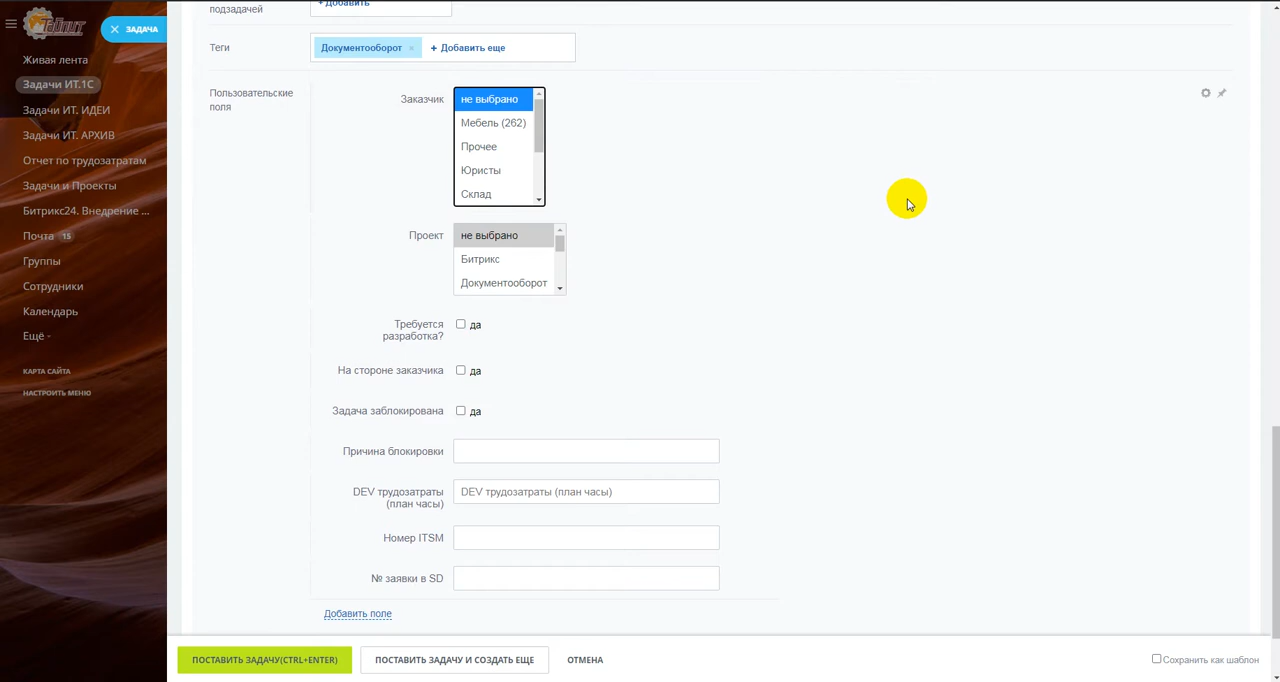 ЗАДАЧА
Живая лента
Задачи ИТ.1С
Задачи ИТ. ИДЕИ
Задачи ИТ. АРХИВ
Отчет по трудозатратам
Задачи и Проекты
Битрикс24. Внедрение ...
Почта 15
Группы
Сотрудники
Календарь
Ещё
КАРТА САЙТА
НАСТРОИТЬ МЕНЮ
подзадачей
+ Добавить
Теги
Документооборот × + Добавить еще
Пользовательские
поля
Заказчик
не выбрано
Мебель (262)
Прочее
Юристы
Склад
Проект
не выбрано
Битрикс
Документооборот
Требуется
разработка?
да
На стороне заказчика
да
Задача заблокирована
да
Причина блокировки
DEV трудозатраты
(план часы)
DEV трудозатраты (план часы)
Номер ITSM
№ заявки в SD
Добавить поле
ПОСТАВИТЬ ЗАДАЧУ(CTRL+ENTER)
ПОСТАВИТЬ ЗАДАЧУ И СОЗДАТЬ ЕЩЕ
ОТМЕНА
Сохранить как шаблон